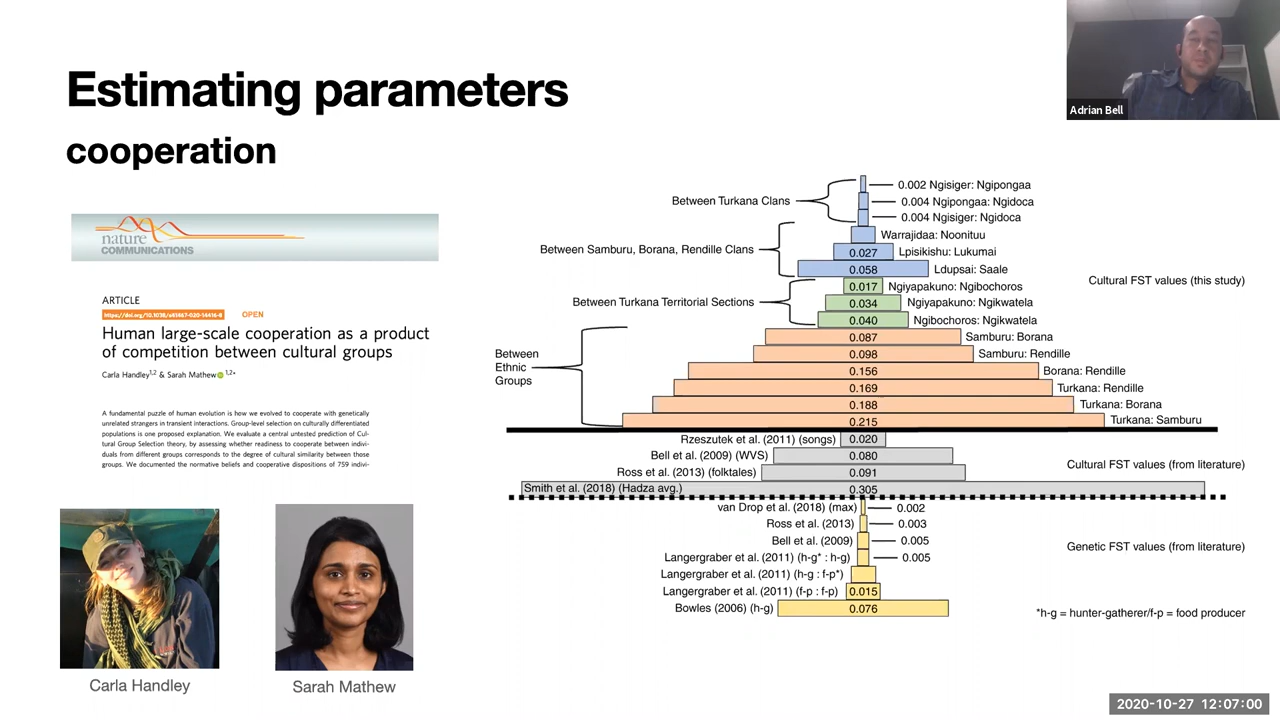 Estimating parameters
cooperation
Adrian Bell
nature
COMMUNICATIONS
ARTICLE
https://doi.org/10.1038/s41467-020-14416-8 OPEN
Human large-scale cooperation as a product
of competition between cultural groups
Carla Handley1,2 & Sarah Mathew 1,2*
A fundamental puzzle of human evolution is how we evolved to cooperate with genetically
unrelated strangers in transient interactions. Group-level selection on culturally differentiated
populations is one proposed explanation. We evaluate a central untested prediction of Cul-
tural Group Selection theory, by assessing whether readiness to cooperate between indivi-
duals from different groups corresponds to the degree of cultural similarity between those
groups. We documented the normative beliefs and cooperative dispositions of 759 indivi-
Carla Handley
Sarah Mathew
Between Turkana Clans
0.002 Ngisiger: Ngipongaa
0.004 Ngipongaa: Ngidoca
0.004 Ngisiger: Ngidoca
Between Samburu, Borana, Rendille Clans
Warrajidaa: Noonituu
0.027 Lpisikishu: Lukumai
0.058 Ldupsai: Saale
Cultural FST values (this study)
Between Turkana Territorial Sections
0.017 Ngiyapakuno: Ngibochoros
0.034 Ngiyapakuno: Ngikwatela
0.040 Ngibochoros: Ngikwatela
Between
Ethnic
Groups
0.087 Samburu: Borana
0.098 Samburu: Rendille
0.156 Borana: Rendille
0.169 Turkana: Rendille
0.188 Turkana: Borana
0.215 Turkana: Samburu
Rzeszutek et al. (2011) (songs) 0.020
Bell et al. (2009) (WVS) 0.080
Ross et al. (2013) (folktales) 0.091
Smith et al. (2018) (Hadza avg.) 0.305
Cultural FST values (from literature)
van Drop et al. (2018) (max) 0.002
Ross et al. (2013) 0.003
Bell et al. (2009) 0.005
Langergraber et al. (2011) (h-g* : h-g) 0.005
Langergraber et al. (2011) (h-g : f-p*)
Langergraber et al. (2011) (f-p : f-p) 0.015
Bowles (2006) (h-g) 0.076
Genetic FST values (from literature)
*h-g = hunter-gatherer/f-p = food producer
2020-10-27 12:07:00